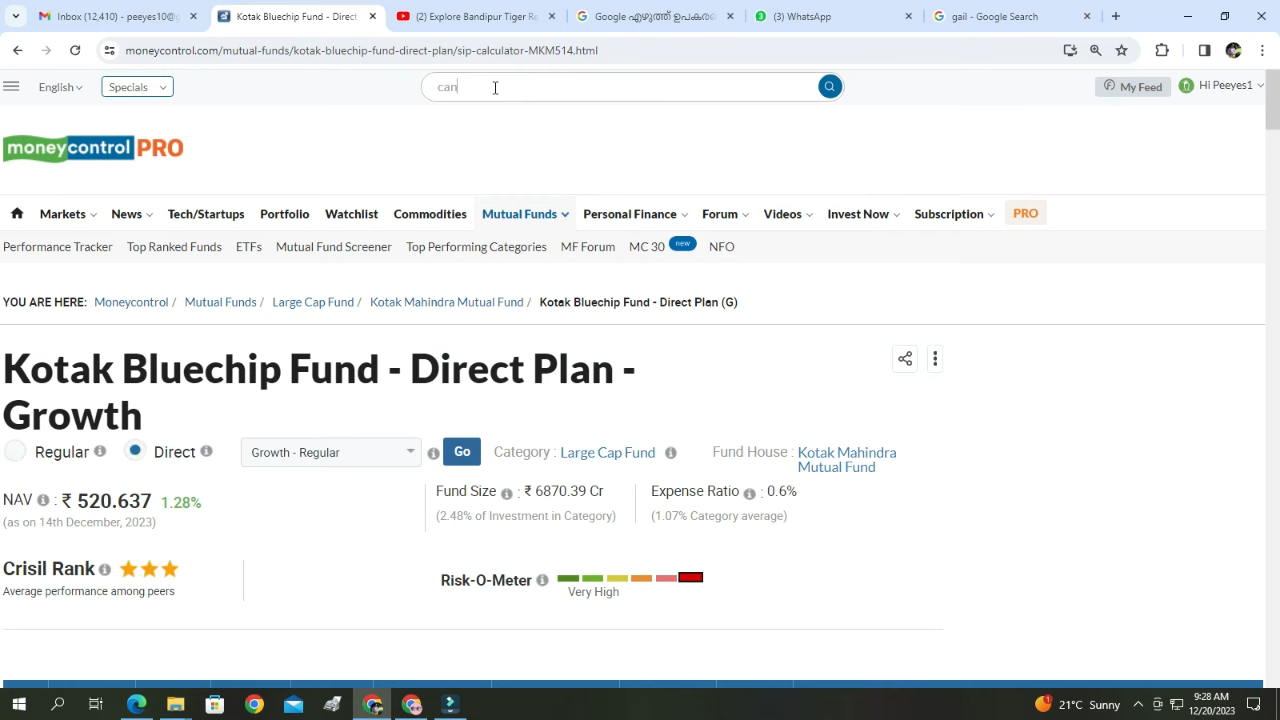 Inbox (12,410) - peeyes10@g
Kotak Bluechip Fund - Direct
(2) Explore Bandipur Tiger Re
Google എഴുത്ത് ഉപകരണ
(3) WhatsApp
gail - Google Search
moneycontrol.com/mutual-funds/kotak-bluechip-fund-direct-plan/sip-calculator-MKM514.html
English
Specials
can
My Feed
Hi Peeyes1
moneycontrol PRO
Markets News Tech/Startups Portfolio Watchlist Commodities Mutual Funds Personal Finance Forum Videos Invest Now Subscription PRO
Performance Tracker Top Ranked Funds ETFs Mutual Fund Screener Top Performing Categories MF Forum MC 30 new NFO
YOU ARE HERE: Moneycontrol / Mutual Funds / Large Cap Fund / Kotak Mahindra Mutual Fund / Kotak Bluechip Fund - Direct Plan (G)
Kotak Bluechip Fund - Direct Plan -
Growth
Regular Direct Growth - Regular Go Category : Large Cap Fund Fund House : Kotak Mahindra
Mutual Fund
NAV : ₹ 520.637 1.28%
(as on 14th December, 2023)
Fund Size : ₹ 6870.39 Cr
(2.48% of Investment in Category)
Expense Ratio : 0.6%
(1.07% Category average)
Crisil Rank
Average performance among peers
Risk-O-Meter
Very High
21°C Sunny
9:28 AM
12/20/2023